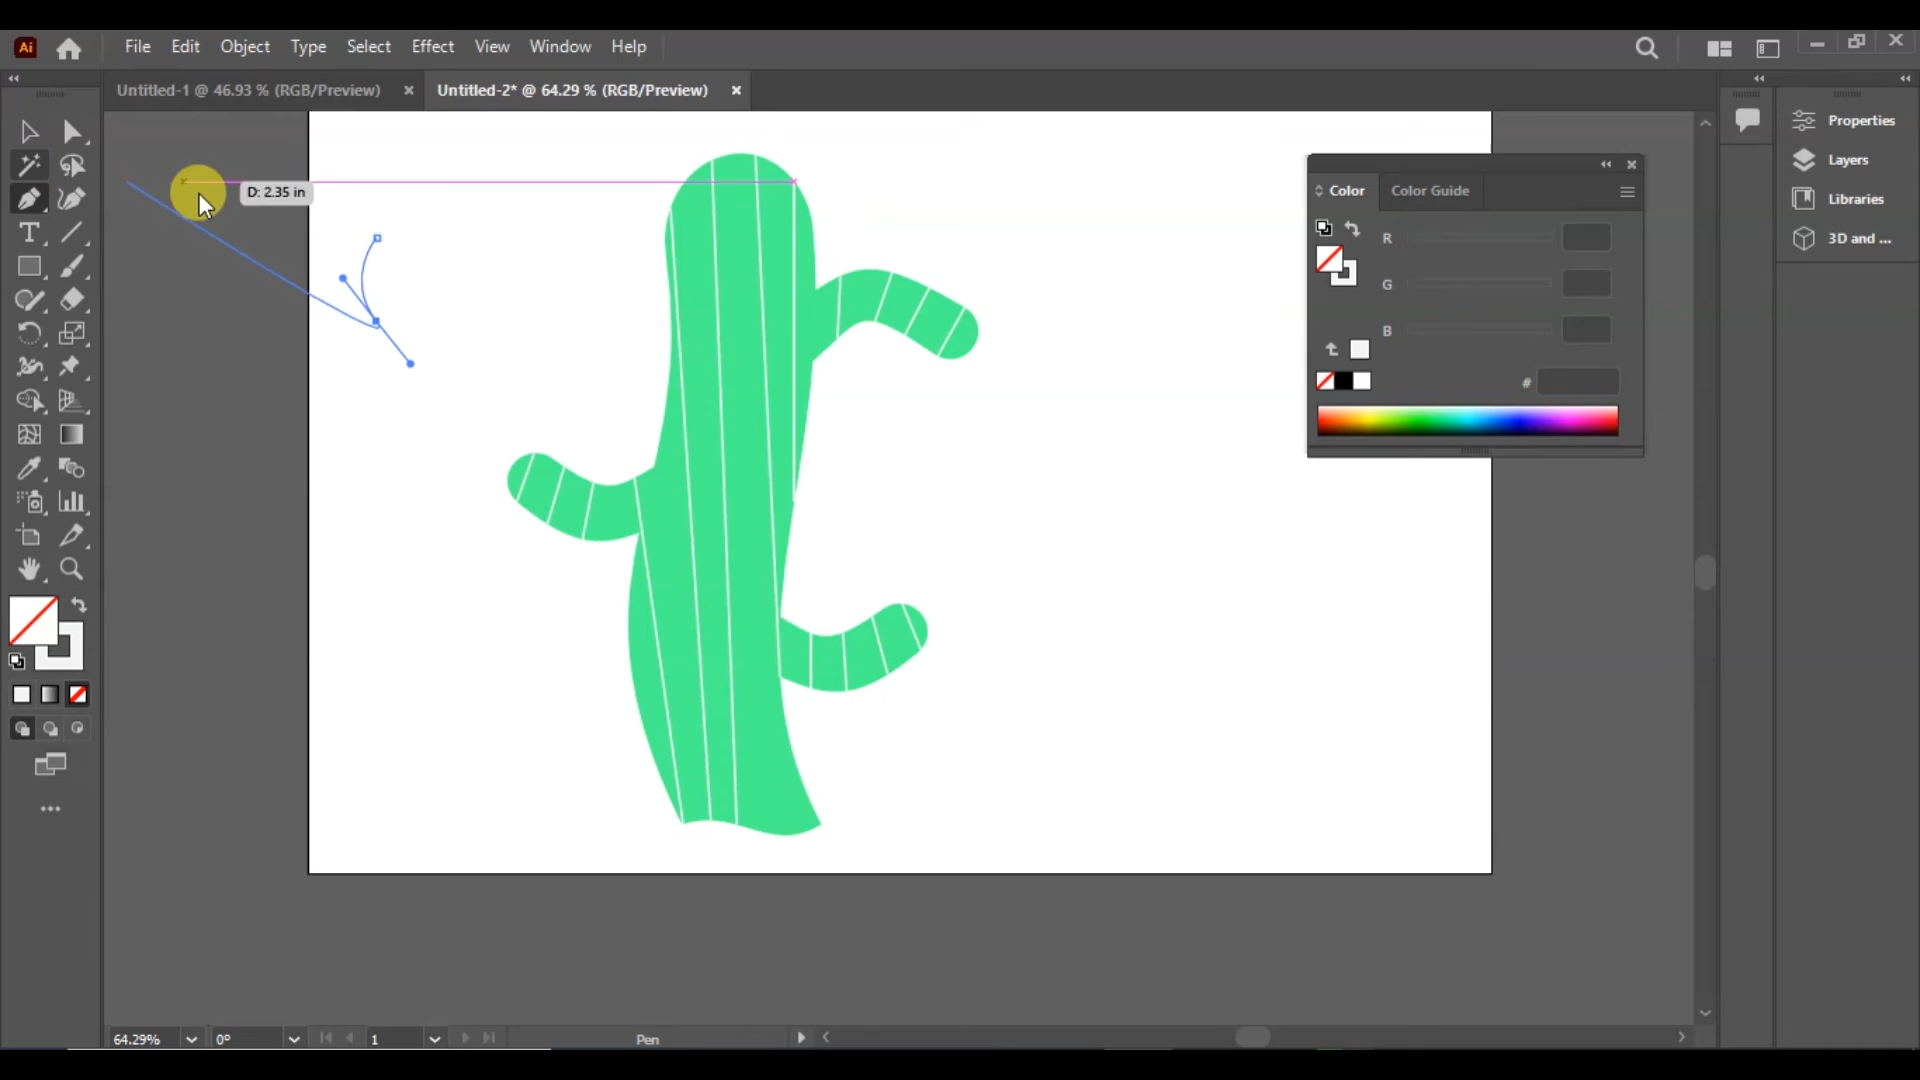 Ai File Edit Object Type Select Effect View Window Help
Untitled-1 @ 46.93 % (RGB/Preview) × Untitled-2* @ 64.29 % (RGB/Preview) ×
Properties
Layers
Libraries
3D and ...
D: 2.35 in
Color Color Guide
R
G
B
#
64.29% 0° 1 Pen